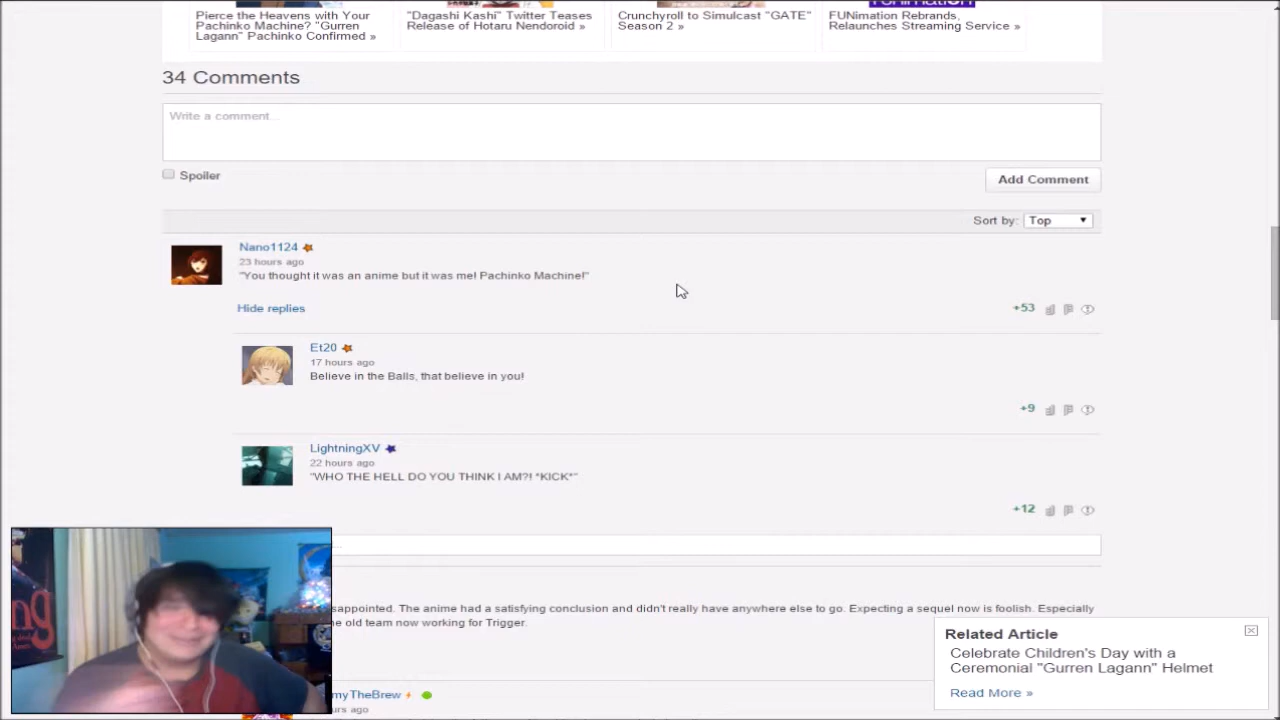 Pierce the Heavens with Your
Pachinko Machine? "Gurren
Lagann" Pachinko Confirmed »
"Dagashi Kashi" Twitter Teases
Release of Hotaru Nendoroid »
Crunchyroll to Simulcast "GATE"
Season 2 »
FUNimation Rebrands,
Relaunches Streaming Service »
34 Comments
Write a comment...
Spoiler
Add Comment
Sort by: Top
Nano1124
23 hours ago
"You thought it was an anime but it was me! Pachinko Machine!"
Hide replies
+53
Et20
17 hours ago
Believe in the Balls, that believe in you!
+9
LightningXV
22 hours ago
"WHO THE HELL DO YOU THINK I AM?! *KICK*"
+12
sappointed. The anime had a satisfying conclusion and didn't really have anywhere else to go. Expecting a sequel now is foolish. Especially
e old team now working for Trigger.
myTheBrew
urs ago
Related Article
Celebrate Children's Day with a
Ceremonial "Gurren Lagann" Helmet
Read More »